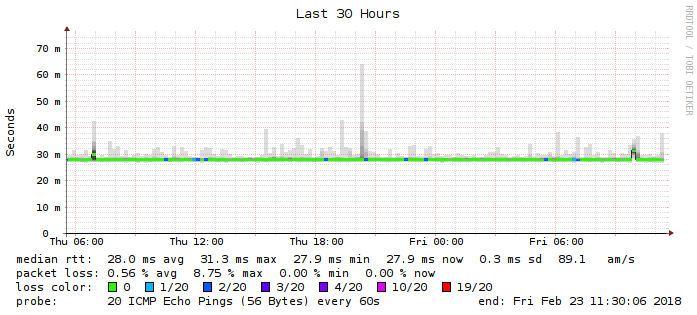 Last 30 Hours
RRDTOOL / TOBI OETIKER
Seconds
70 m
60 m
50 m
40 m
30 m
20 m
10 m
0
Thu 06:00 Thu 12:00 Thu 18:00 Fri 00:00 Fri 06:00
median rtt: 28.0 ms avg 31.3 ms max 27.9 ms min 27.9 ms now 0.3 ms sd 89.1 am/s
packet loss: 0.56 % avg 8.75 % max 0.00 % min 0.00 % now
loss color: 0 1/20 2/20 3/20 4/20 10/20 19/20
probe: 20 ICMP Echo Pings (56 Bytes) every 60s end: Fri Feb 23 11:30:06 2018